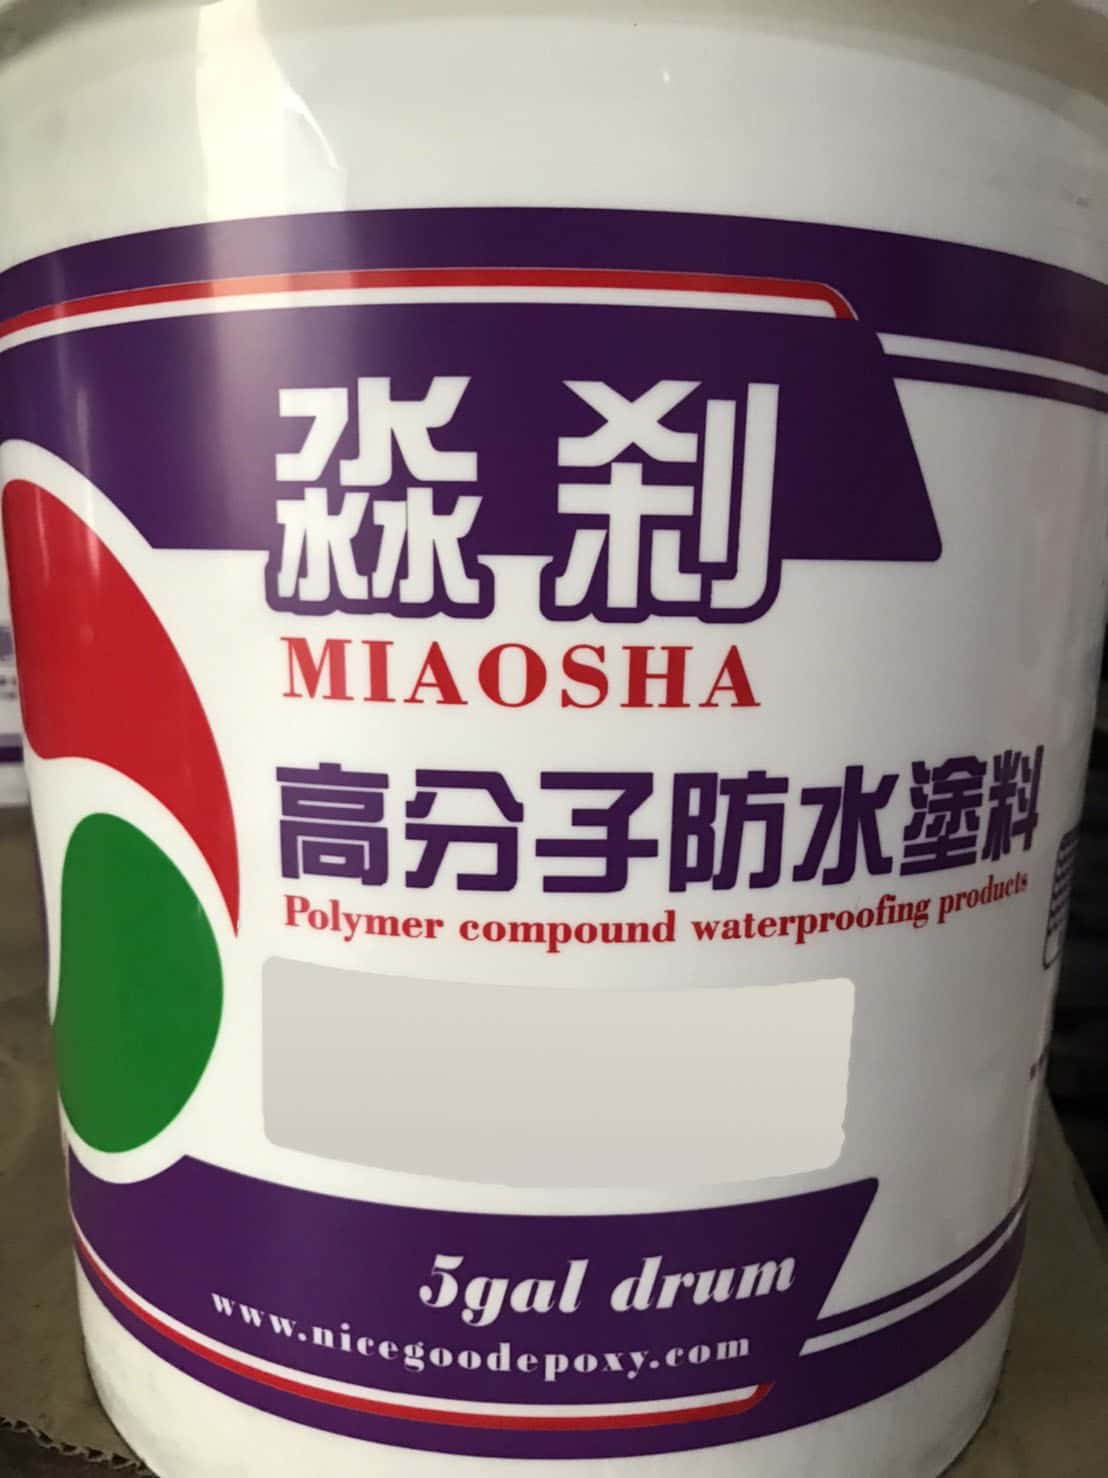 淼刹
MIAOSHA
高分子防水塗料
Polymer compound waterproofing products
5gal drum
www.nicegoodepoxy.com